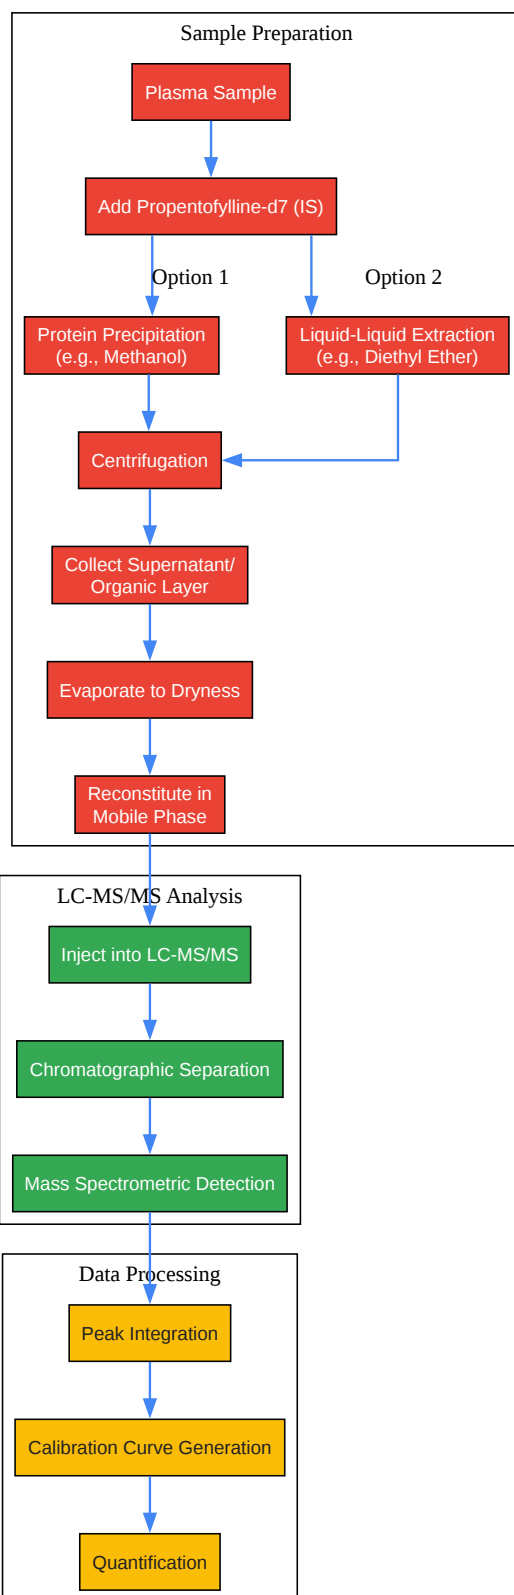 Sample Preparation
Plasma Sample
Add Propentofylline-d7 (IS)
Option 1
Option 2
Protein Precipitation
(e.g., Methanol)
Liquid-Liquid Extraction
(e.g., Diethyl Ether)
Centrifugation
Collect Supernatant/
Organic Layer
Evaporate to Dryness
Reconstitute in
Mobile Phase
LC-MS/MS Analysis
Inject into LC-MS/MS
Chromatographic Separation
Mass Spectrometric Detection
Data Processing
Peak Integration
Calibration Curve Generation
Quantification